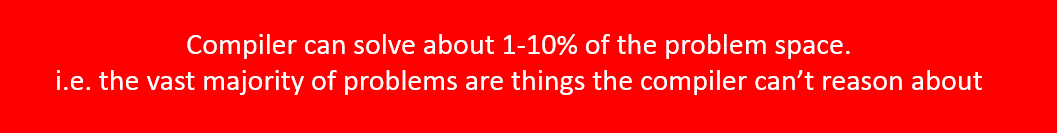 Compiler can solve about 1-10% of the problem space.
i.e. the vast majority of problems are things the compiler can’t reason about